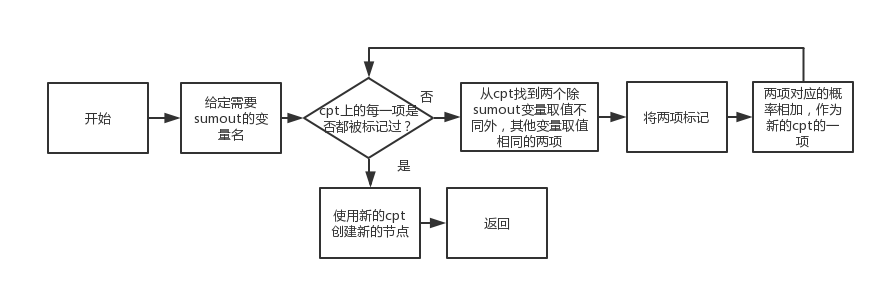 开始
给定需要
sumout的变
量名
cpt上的每一项是
否都被标记过？
否
从cpt找到两个除
sumout变量取值不
同外，其他变量取值
相同的两项
将两项标记
两项对应的概
率相加，作为
新的cpt的一
项
是
使用新的cpt
创建新的节点
返回